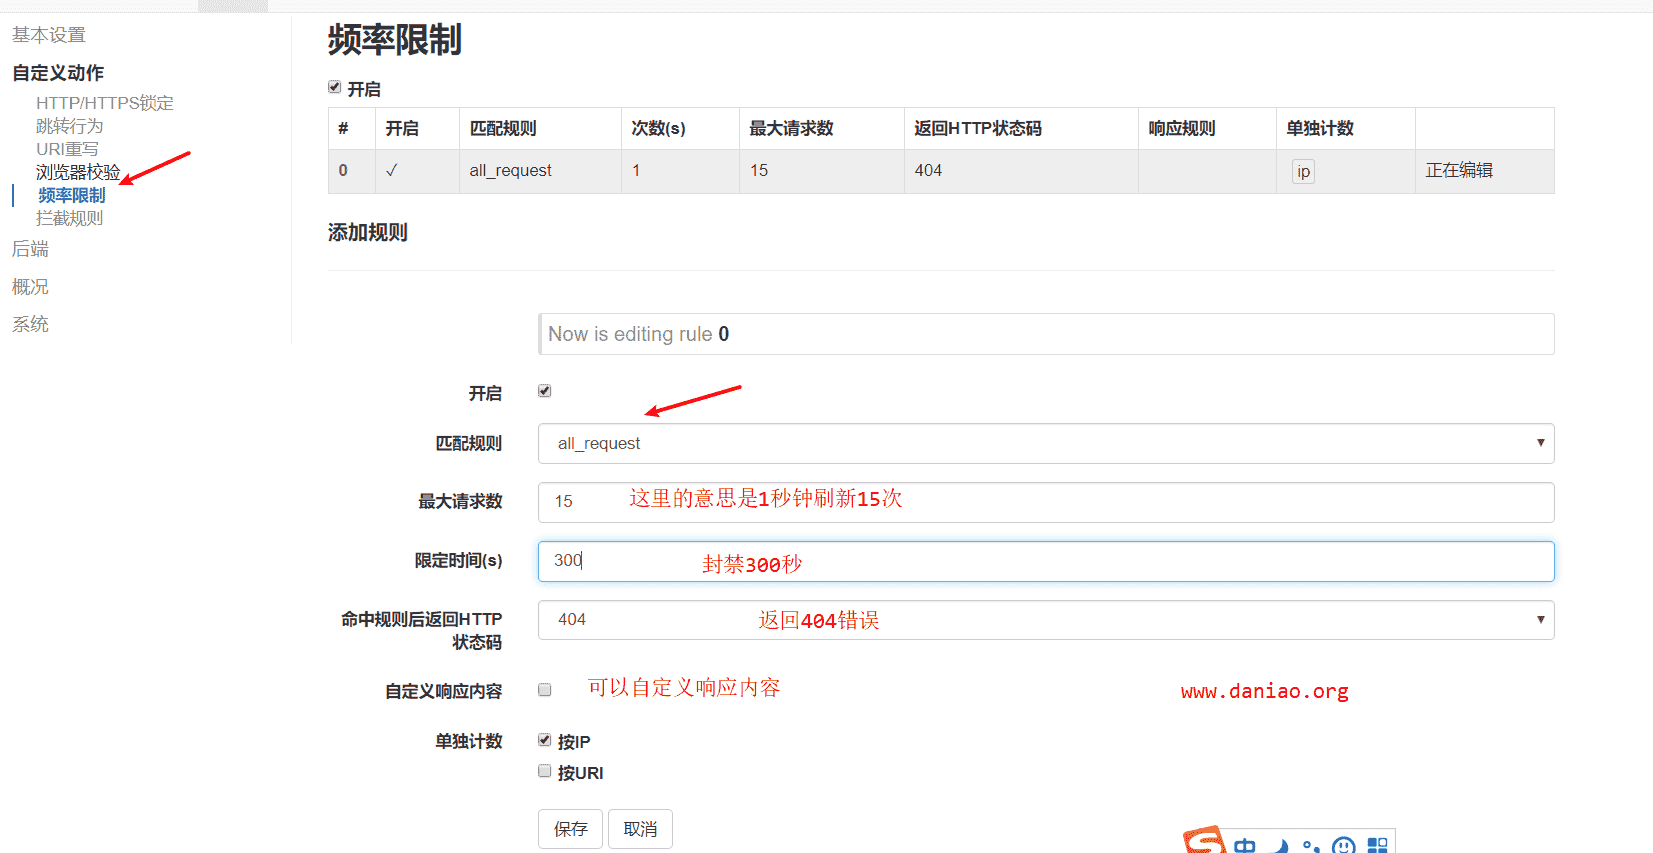 基本设置
自定义动作
HTTP/HTTPS锁定
跳转行为
URI重写
浏览器校验
频率限制
拦截规则
后端
概况
系统
频率限制
开启
# 开启 匹配规则 次数(s) 最大请求数 返回HTTP状态码 响应规则 单独计数
0 ✓ all_request 1 15 404 ip 正在编辑
添加规则
Now is editing rule 0
开启
匹配规则 all_request
最大请求数 15 这里的意思是1秒钟刷新15次
限定时间(s) 300 封禁300秒
命中规则后返回HTTP 404 返回404错误
状态码
自定义响应内容 可以自定义响应内容 www.daniao.org
单独计数 按IP
按URI
保存 取消
S 中